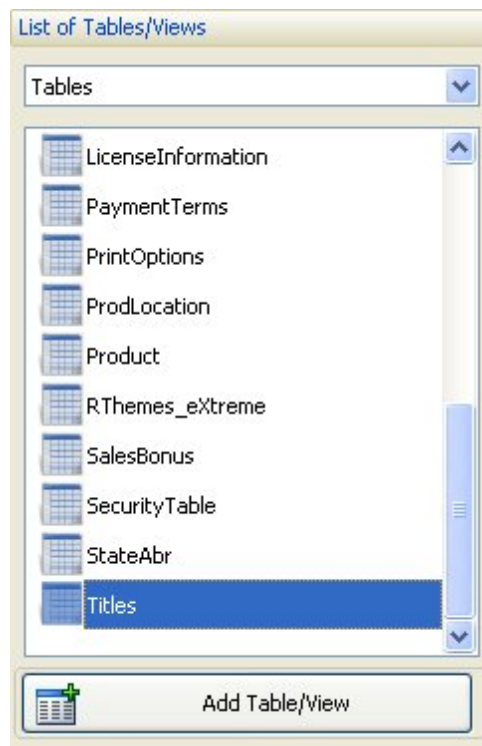 List of Tables/Views
Tables
LicenseInformation
PaymentTerms
PrintOptions
ProdLocation
Product
RThemes_eXtreme
SalesBonus
SecurityTable
StateAbr
Titles
Add Table/View